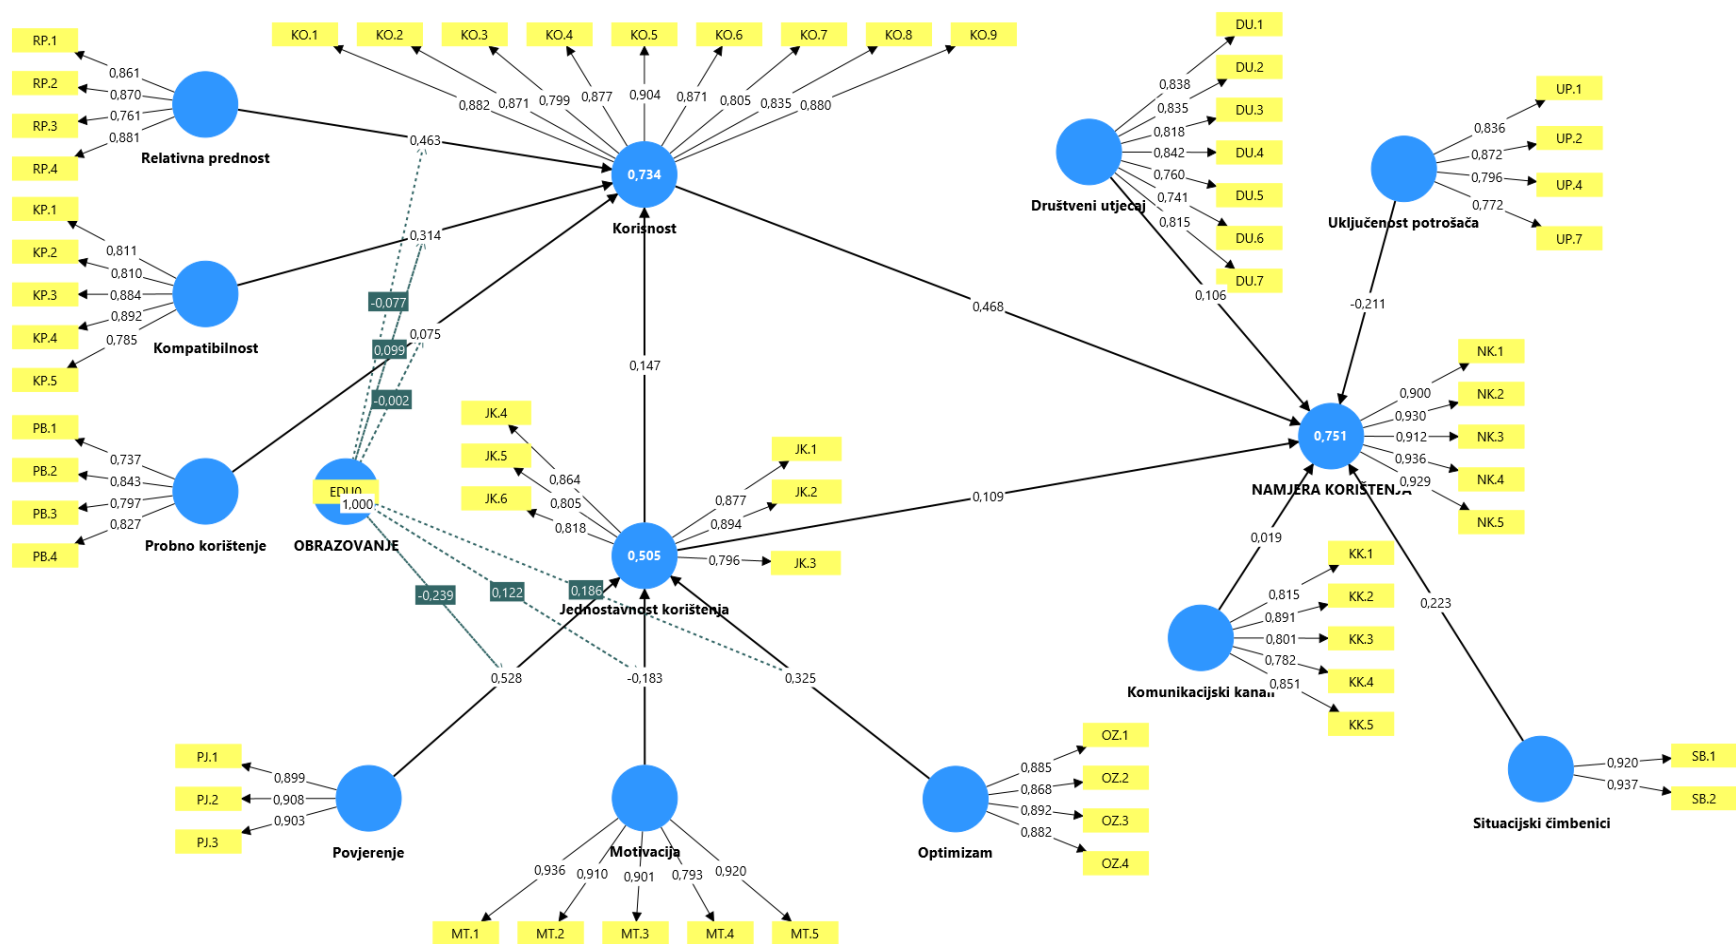 RP.1
RP.2
RP.3
RP.4
0,861
0,870
0,761
0,881
Relativna prednost
KP.1
KP.2
KP.3
KP.4
KP.5
0,811
0,810
0,884
0,892
0,785
Kompatibilnost
PB.1
PB.2
PB.3
PB.4
0,737
0,843
0,797
0,827
Probno korištenje
KO.1
KO.2
KO.3
KO.4
KO.5
KO.6
KO.7
KO.8
KO.9
0,882
0,871
0,799
0,877
0,904
0,871
0,805
0,835
0,880
0,734
Korisnost
0,463
0,314
0,075
-0,077
0,099
-0,002
EDU0
1,000
OBRAZOVANJE
-0,239
0,122
0,186
0,147
0,468
0,109
JK.4
JK.5
JK.6
0,864
0,805
0,818
JK.1
JK.2
JK.3
0,877
0,894
0,796
0,505
Jednostavnost korištenja
0,528
-0,183
0,325
PJ.1
PJ.2
PJ.3
0,899
0,908
0,903
Povjerenje
Motivacija
0,936
0,910
0,901
0,793
0,920
MT.1
MT.2
MT.3
MT.4
MT.5
Optimizam
0,885
0,868
0,892
0,882
OZ.1
OZ.2
OZ.3
OZ.4
DU.1
DU.2
DU.3
DU.4
DU.5
DU.6
DU.7
0,838
0,835
0,818
0,842
0,760
0,741
0,815
Društveni utjecaj
0,106
UP.1
UP.2
UP.4
UP.7
0,836
0,872
0,796
0,772
Uključenost potrošača
-0,211
NK.1
NK.2
NK.3
NK.4
NK.5
0,900
0,930
0,912
0,936
0,929
0,751
NAMJERA KORIŠTENJA
0,019
0,223
KK.1
KK.2
KK.3
KK.4
KK.5
0,815
0,891
0,801
0,782
0,851
Komunikacijski kanali
SB.1
SB.2
0,920
0,937
Situacijski čimbenici